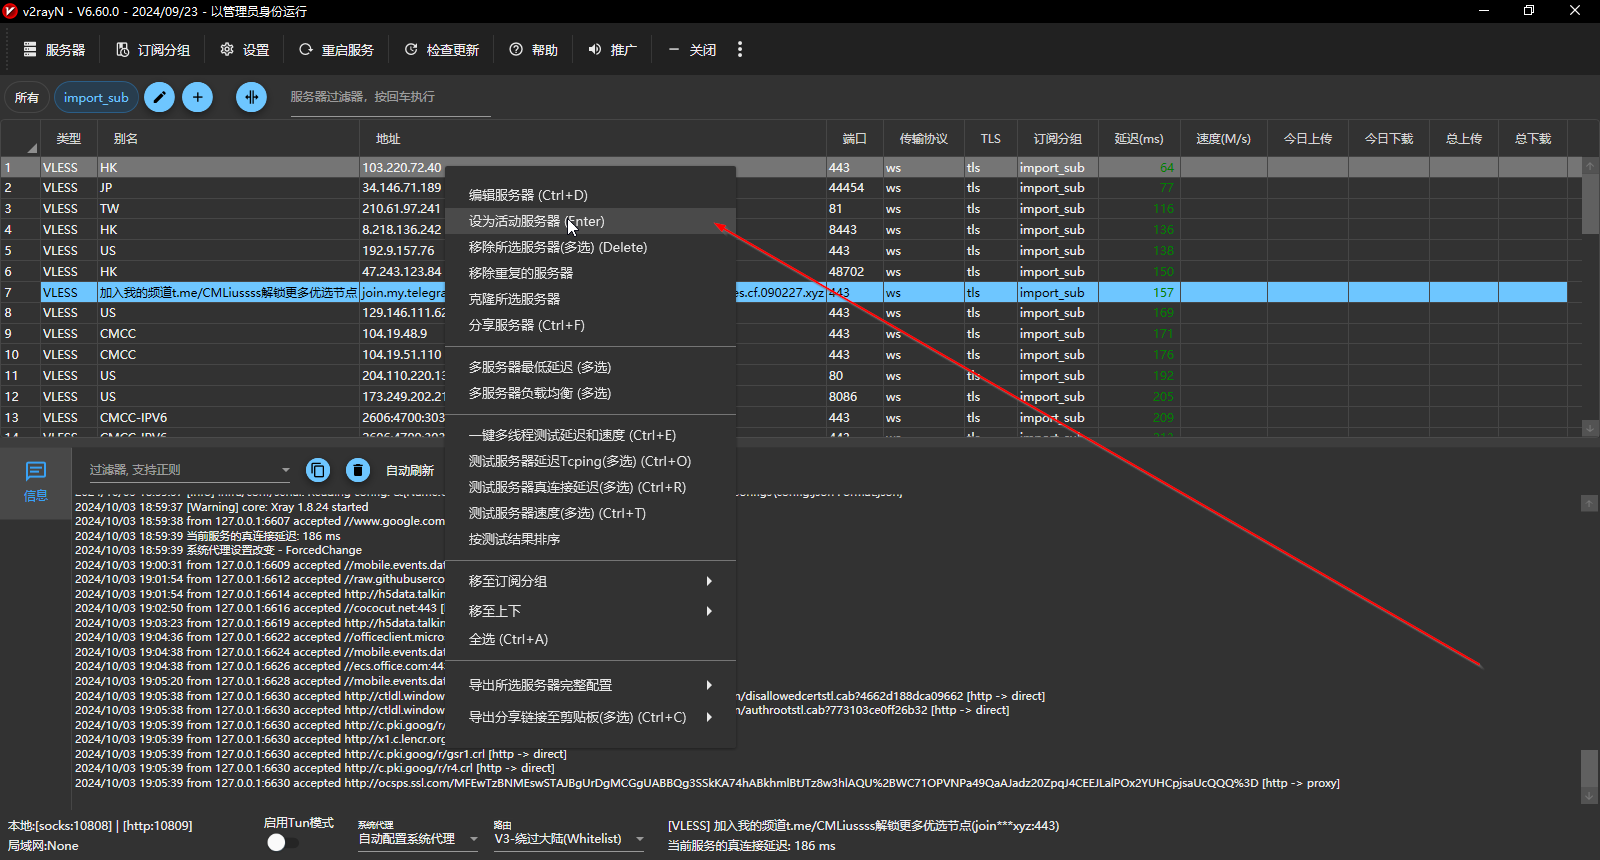 v2rayN - V6.60.0 - 2024/09/23 - 以管理员身份运行
服务器 订阅分组 设置 重启服务 检查更新 帮助 推广 关闭
所有 import_sub 服务器过滤器，按回车执行
类型 别名 地址 端口 传输协议 TLS 订阅分组 延迟(ms) 速度(M/s) 今日上传 今日下载 总上传 总下载
1 VLESS HK 103.220.72.40 443 ws tls import_sub 64
2 VLESS JP 34.146.71.189 44454 ws tls import_sub 77
3 VLESS TW 210.61.97.241 81 ws tls import_sub 116
4 VLESS HK 8.218.136.242 8443 ws tls import_sub 136
5 VLESS US 192.9.157.76 443 ws tls import_sub 138
6 VLESS HK 47.243.123.84 48702 ws tls import_sub 150
7 VLESS 加入我的频道t.me/CMLiussss解锁更多优选节点 join.my.telegra es.cf.090227.xyz 443 ws tls import_sub 157
8 VLESS US 129.146.111.62 443 ws tls import_sub 169
9 VLESS CMCC 104.19.48.9 443 ws tls import_sub 171
10 VLESS CMCC 104.19.51.110 443 ws tls import_sub 176
11 VLESS US 204.110.220.13 80 ws tls import_sub 192
12 VLESS US 173.249.202.21 8086 ws tls import_sub 205
13 VLESS CMCC-IPV6 2606:4700:303 443 ws tls import_sub 209
编辑服务器 (Ctrl+D)
设为活动服务器 (Enter)
移除所选服务器(多选) (Delete)
移除重复的服务器
克隆所选服务器
分享服务器 (Ctrl+F)
多服务器最低延迟 (多选)
多服务器负载均衡 (多选)
一键多线程测试延迟和速度 (Ctrl+E)
测试服务器延迟Tcping(多选) (Ctrl+O)
测试服务器真连接延迟(多选) (Ctrl+R)
测试服务器速度(多选) (Ctrl+T)
按测试结果排序
移至订阅分组
移至上下
全选 (Ctrl+A)
导出所选服务器完整配置
导出分享链接至剪贴板(多选) (Ctrl+C)
信息
过滤器, 支持正则 自动刷新
2024/10/03 18:59:37 [Warning] core: Xray 1.8.24 started
2024/10/03 18:59:38 from 127.0.0.1:6607 accepted //www.google.com
2024/10/03 18:59:39 当前服务的真连接延迟: 186 ms
2024/10/03 18:59:39 系统代理设置改变 - ForcedChange
2024/10/03 19:00:31 from 127.0.0.1:6609 accepted //mobile.events.dat
2024/10/03 19:01:54 from 127.0.0.1:6612 accepted //raw.githubuserco
2024/10/03 19:01:54 from 127.0.0.1:6614 accepted http://h5data.talkin
2024/10/03 19:02:50 from 127.0.0.1:6616 accepted //cococut.net:443 [
2024/10/03 19:03:23 from 127.0.0.1:6619 accepted http://h5data.talkin
2024/10/03 19:04:36 from 127.0.0.1:6622 accepted //officeclient.micros
2024/10/03 19:04:38 from 127.0.0.1:6624 accepted //mobile.events.dat
2024/10/03 19:04:38 from 127.0.0.1:6626 accepted //ecs.office.com:44
2024/10/03 19:05:20 from 127.0.0.1:6628 accepted //mobile.events.dat
2024/10/03 19:05:38 from 127.0.0.1:6630 accepted http://ctldl.window n/disallowedcertstl.cab?4662d188dca09662 [http -> direct]
2024/10/03 19:05:38 from 127.0.0.1:6630 accepted http://ctldl.window n/authrootstl.cab?773103ce0ff26b32 [http -> direct]
2024/10/03 19:05:39 from 127.0.0.1:6630 accepted http://c.pki.goog/r/
2024/10/03 19:05:39 from 127.0.0.1:6630 accepted http://x1.c.lencr.org
2024/10/03 19:05:39 from 127.0.0.1:6630 accepted http://c.pki.goog/r/gsr1.crl [http -> direct]
2024/10/03 19:05:39 from 127.0.0.1:6630 accepted http://c.pki.goog/r/r4.crl [http -> direct]
2024/10/03 19:05:39 from 127.0.0.1:6630 accepted http://ocsps.ssl.com/MFEwTzBNMEswSTAJBgUrDgMCGgUABBQg3SSkKA74hABkhmlBtJTz8w3hlAQU%2BWC71OPVNPa49QaAJadz20ZpqJ4CEEJLalPOx2YUHCpjsaUcQQQ%3D [http -> proxy]
本地:[socks:10808] | [http:10809]
局域网:None
启用Tun模式
系统代理
自动配置系统代理
路由
V3-绕过大陆(Whitelist)
[VLESS] 加入我的频道t.me/CMLiussss解锁更多优选节点(join***xyz:443)
当前服务的真连接延迟: 186 ms